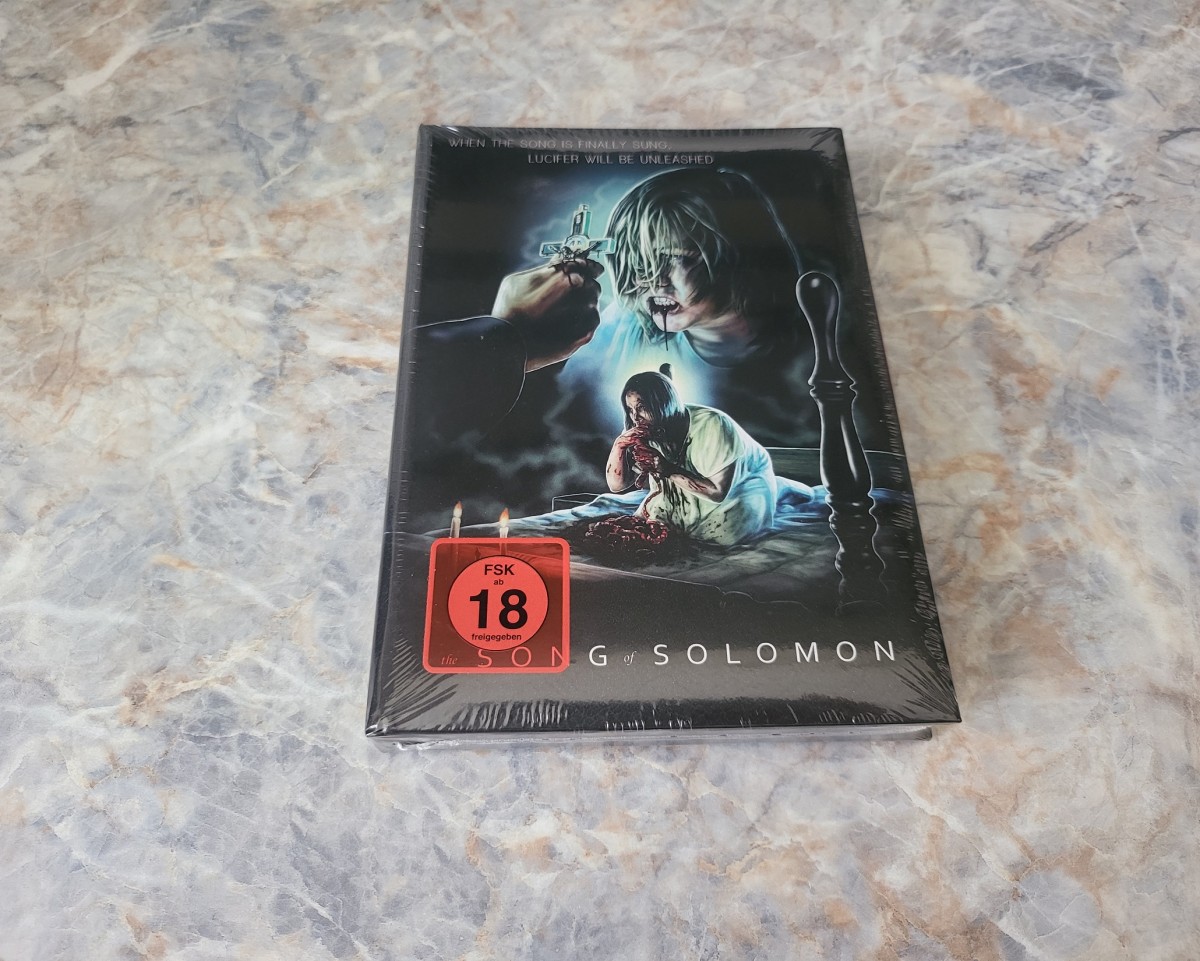 WHEN THE SONG IS FINALLY SUNG,
LUCIFER WILL BE UNLEASHED
FSK
ab
18
freigegeben
the SONG of SOLOMON